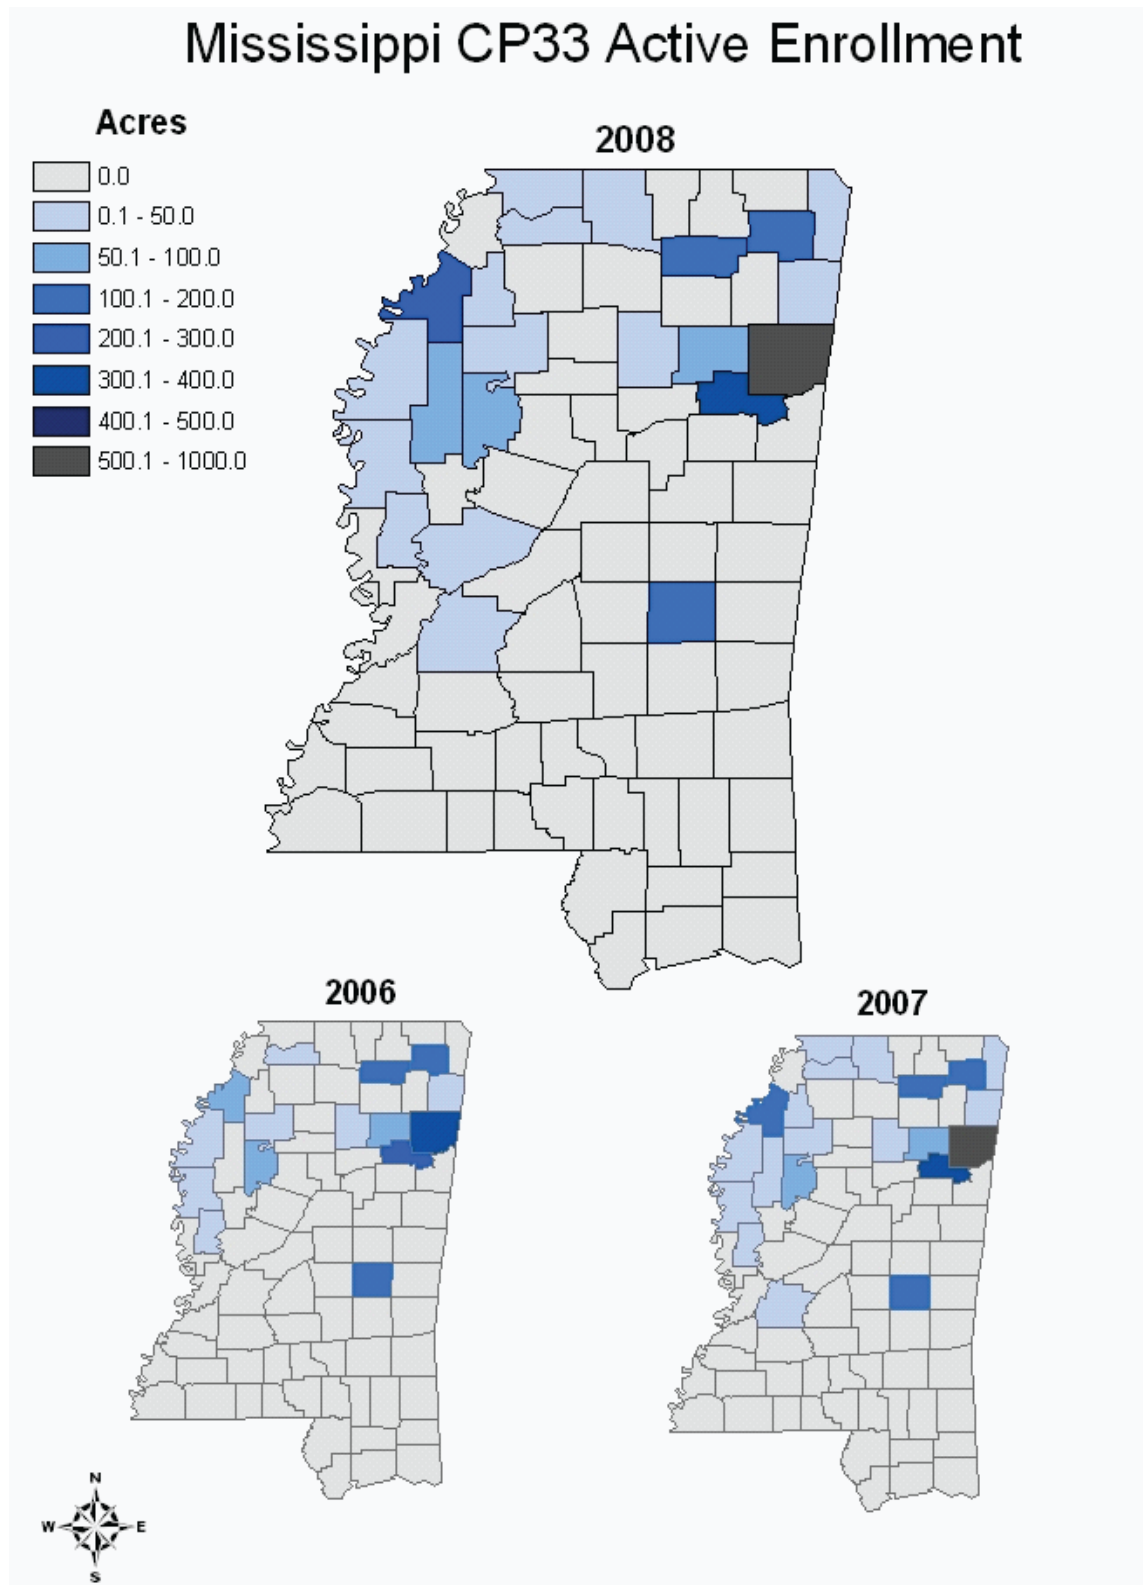 Mississippi CP33 Active Enrollment
Acres
2008
0.0
0.1 - 50.0
50.1 - 100.0
100.1 - 200.0
200.1 - 300.0
300.1 - 400.0
400.1 - 500.0
500.1 - 1000.0
2006
2007
N
W E
S